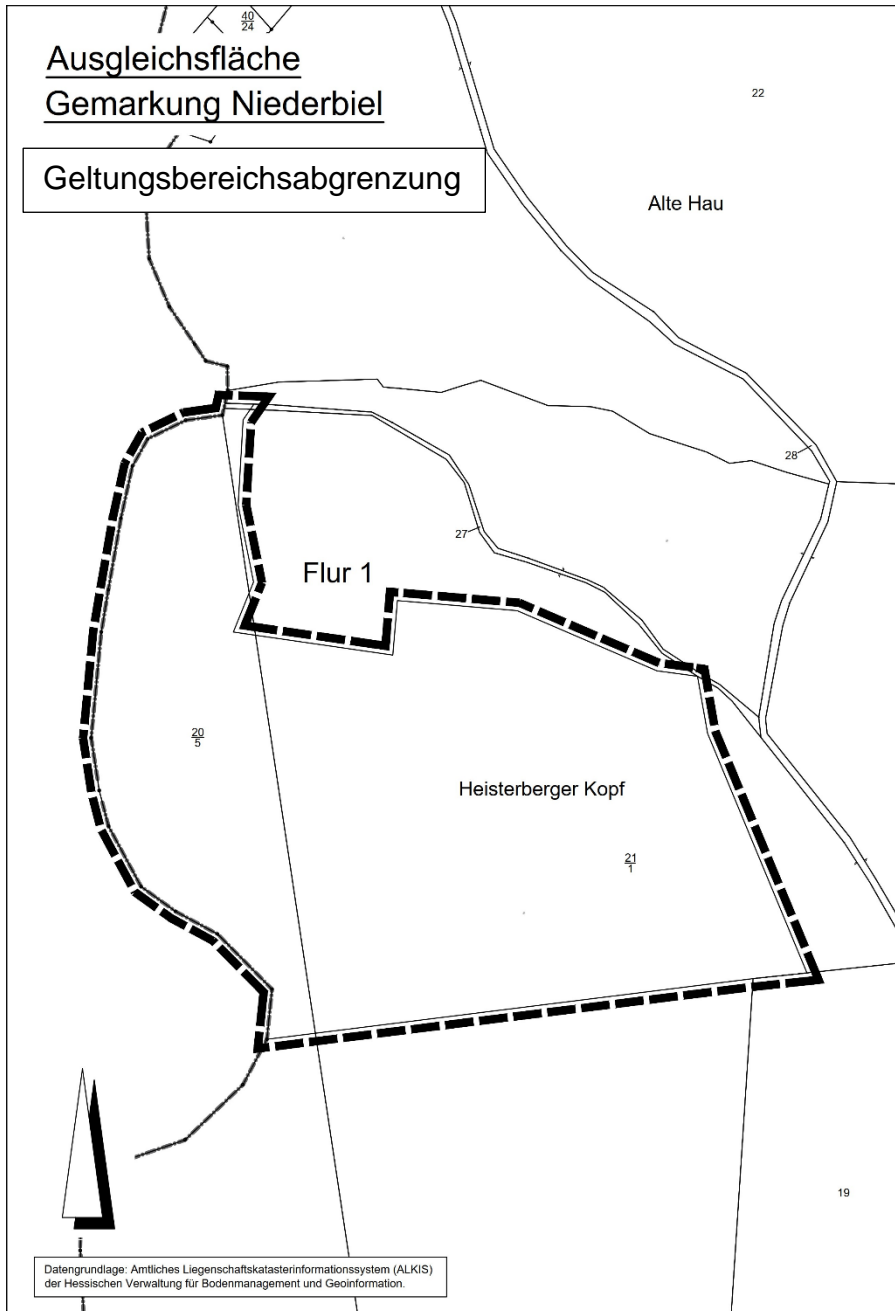 40
24
Ausgleichsfläche
Gemarkung Niederbiel
22
Geltungsbereichsabgrenzung
Alte Hau
28
27
Flur 1
20
5
Heisterberger Kopf
21
1
19
Datengrundlage: Amtliches Liegenschaftskatasterinformationssystem (ALKIS)
der Hessischen Verwaltung für Bodenmanagement und Geoinformation.